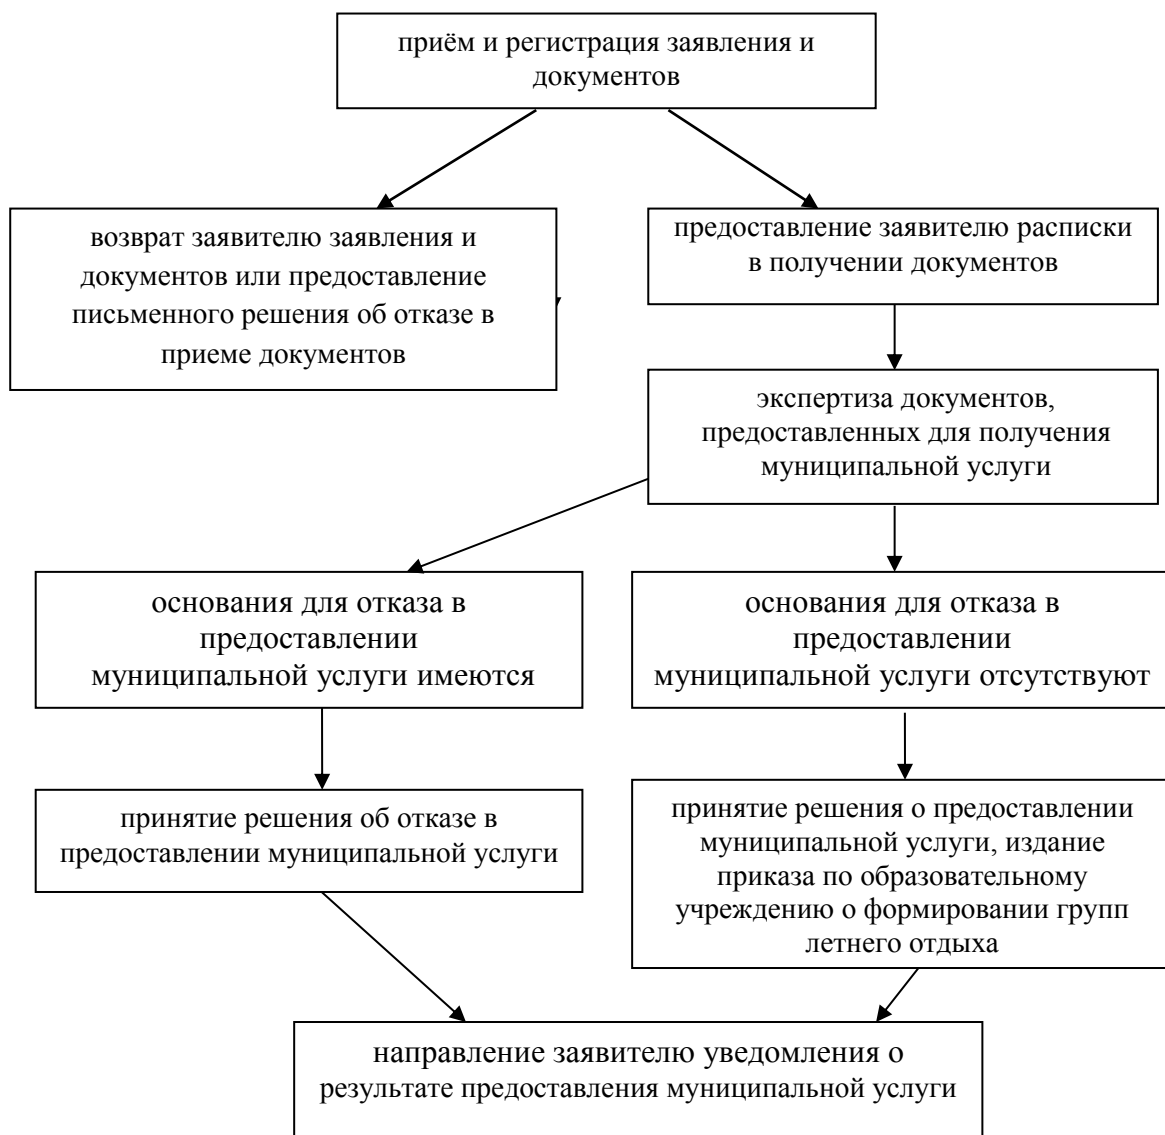 приём и регистрация заявления и
документов
возврат заявителю заявления и
документов или предоставление
письменного решения об отказе в
приеме документов
предоставление заявителю расписки
в получении документов
экспертиза документов,
предоставленных для получения
муниципальной услуги
основания для отказа в
предоставлении
муниципальной услуги имеются
основания для отказа в
предоставлении
муниципальной услуги отсутствуют
принятие решения об отказе в
предоставлении муниципальной услуги
принятие решения о предоставлении
муниципальной услуги, издание
приказа по образовательному
учреждению о формировании групп
летнего отдыха
направление заявителю уведомления о
результате предоставления муниципальной услуги